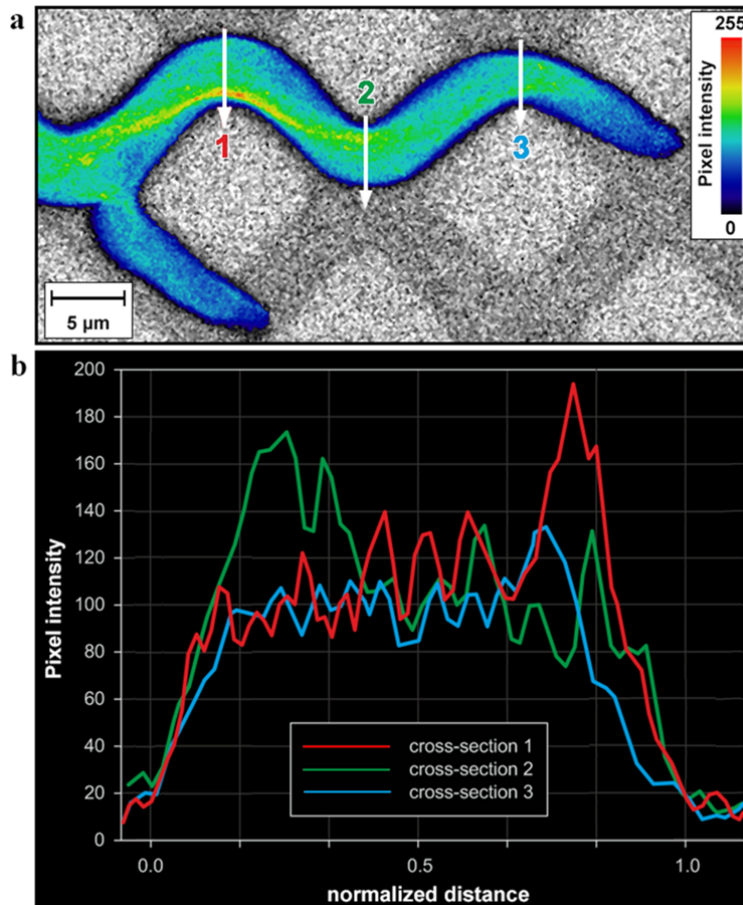 a
255
Pixel intensity
0
1
2
3
5 µm
b
200
180
160
140
120
100
80
60
40
20
0
Pixel intensity
cross-section 1
cross-section 2
cross-section 3
0.0
0.5
1.0
normalized distance